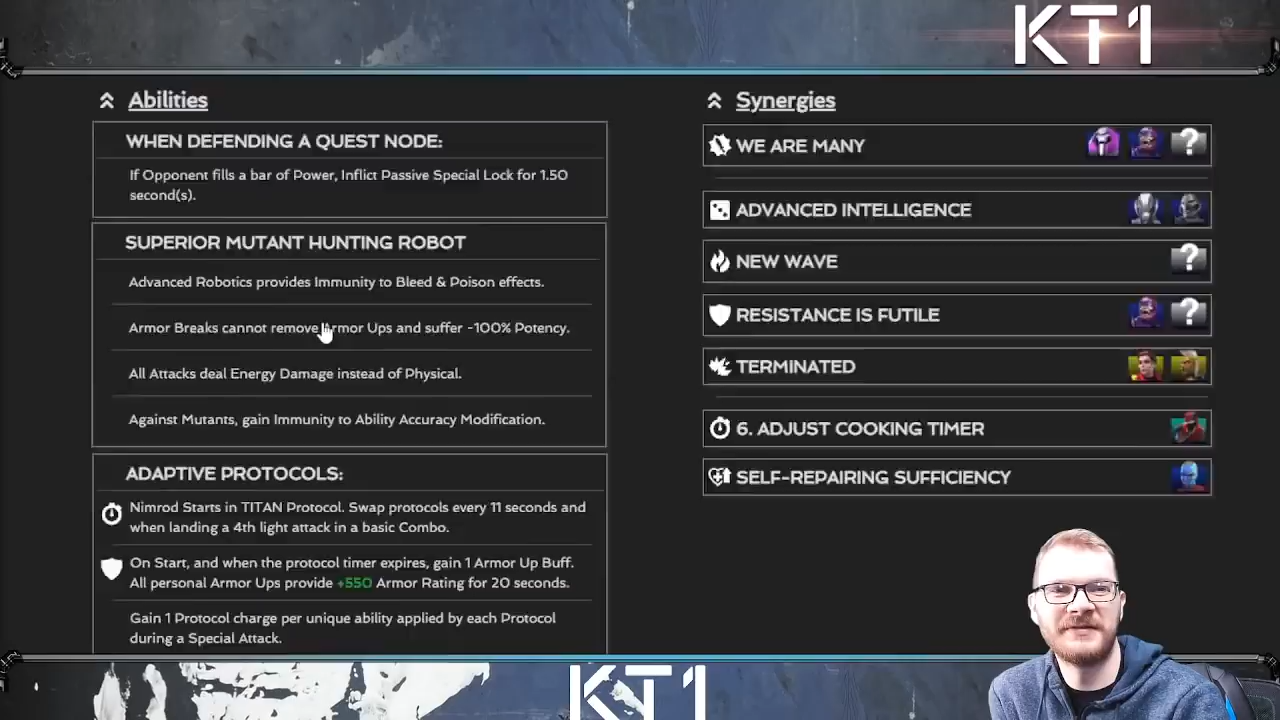 KT1
Abilities
WHEN DEFENDING A QUEST NODE:
If Opponent fills a bar of Power, Inflict Passive Special Lock for 1.50
second(s).
SUPERIOR MUTANT HUNTING ROBOT
Advanced Robotics provides Immunity to Bleed & Poison effects.
Armor Breaks cannot remove Armor Ups and suffer -100% Potency.
All Attacks deal Energy Damage instead of Physical.
Against Mutants, gain Immunity to Ability Accuracy Modification.
ADAPTIVE PROTOCOLS:
Nimrod Starts in TITAN Protocol. Swap protocols every 11 seconds and
when landing a 4th light attack in a basic Combo.
On Start, and when the protocol timer expires, gain 1 Armor Up Buff.
All personal Armor Ups provide +550 Armor Rating for 20 seconds.
Gain 1 Protocol charge per unique ability applied by each Protocol
during a Special Attack.
Synergies
WE ARE MANY
?
ADVANCED INTELLIGENCE
NEW WAVE
?
RESISTANCE IS FUTILE
?
TERMINATED
6. ADJUST COOKING TIMER
SELF-REPAIRING SUFFICIENCY
KT1